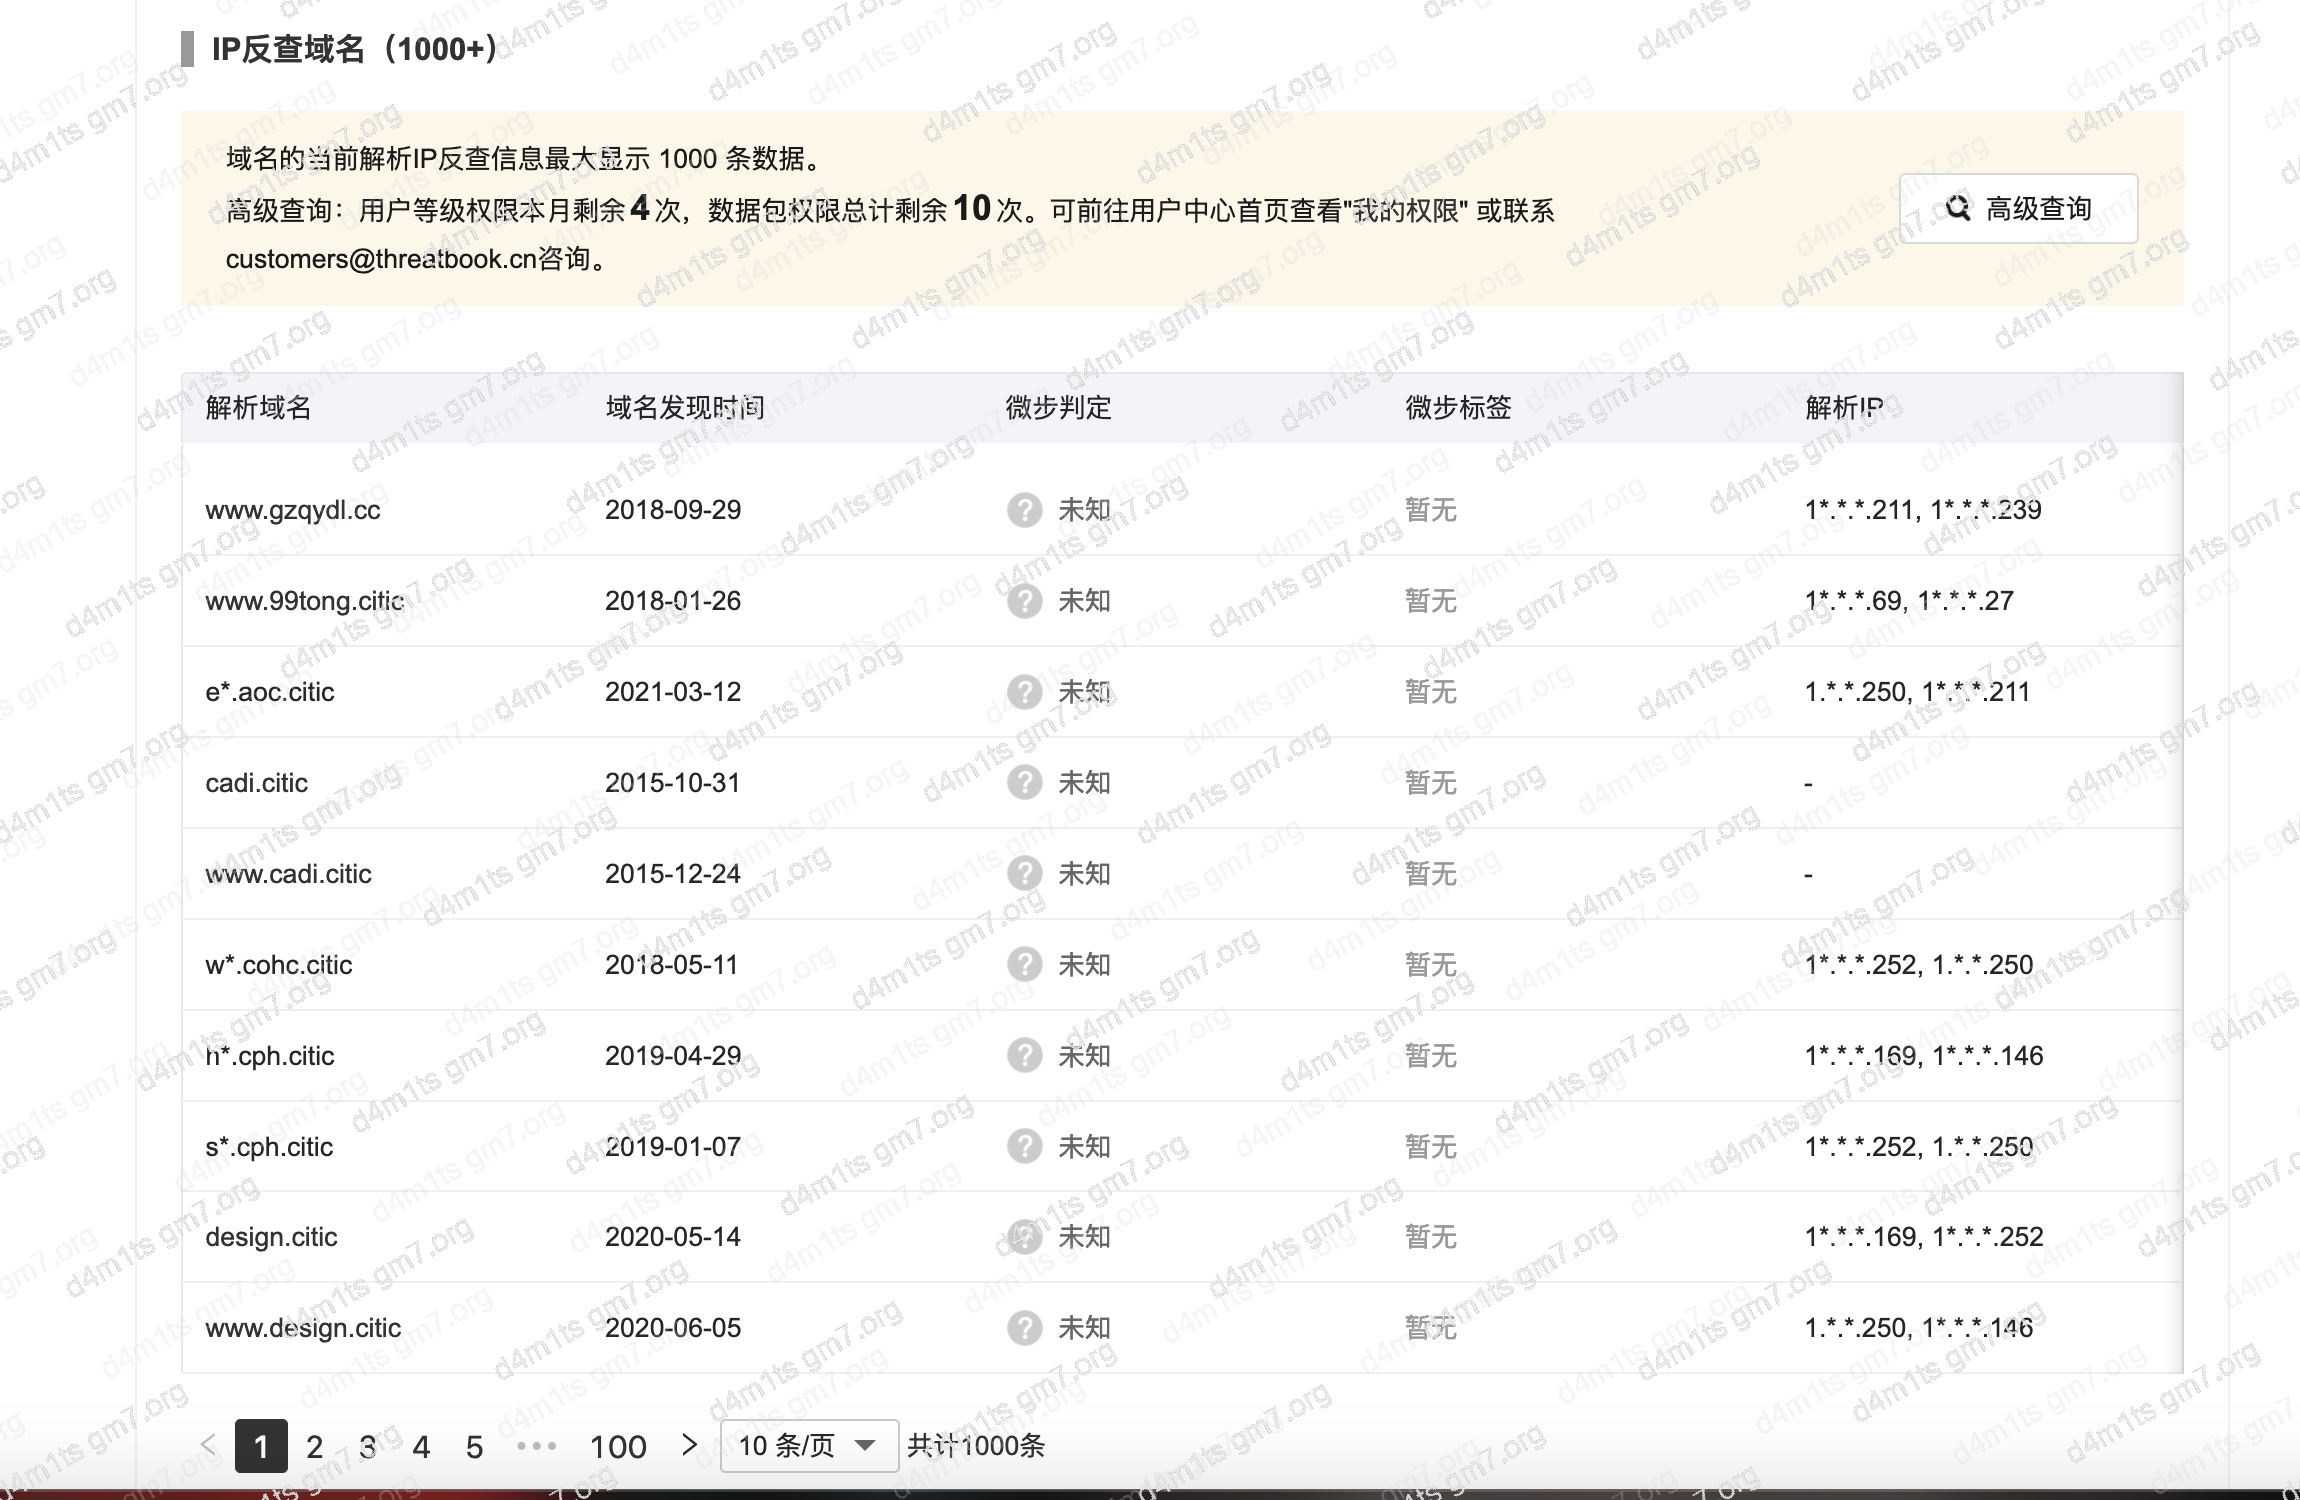 IP反查域名（1000+）
域名的当前解析IP反查信息最大显示 1000 条数据。
高级查询：用户等级权限本月剩余4次，数据包权限总计剩余10次。可前往用户中心首页查看"我的权限" 或联系
customers@threatbook.cn咨询。
高级查询
解析域名 域名发现时间 微步判定 微步标签 解析IP
www.gzqydl.cc 2018-09-29 未知 暂无 1*.*.*.211, 1*.*.*.239
www.99tong.citic 2018-01-26 未知 暂无 1*.*.*.69, 1*.*.*.27
e*.aoc.citic 2021-03-12 未知 暂无 1.*.*.250, 1*.*.*.211
cadi.citic 2015-10-31 未知 暂无 -
www.cadi.citic 2015-12-24 未知 暂无 -
w*.cohc.citic 2018-05-11 未知 暂无 1*.*.*.252, 1.*.*.250
h*.cph.citic 2019-04-29 未知 暂无 1*.*.*.169, 1*.*.*.146
s*.cph.citic 2019-01-07 未知 暂无 1*.*.*.252, 1.*.*.250
design.citic 2020-05-14 未知 暂无 1*.*.*.169, 1*.*.*.252
www.design.citic 2020-06-05 未知 暂无 1.*.*.250, 1*.*.*.146
< 1 2 3 4 5 ••• 100 > 10 条/页 共计1000条
d4m1ts gm7.org